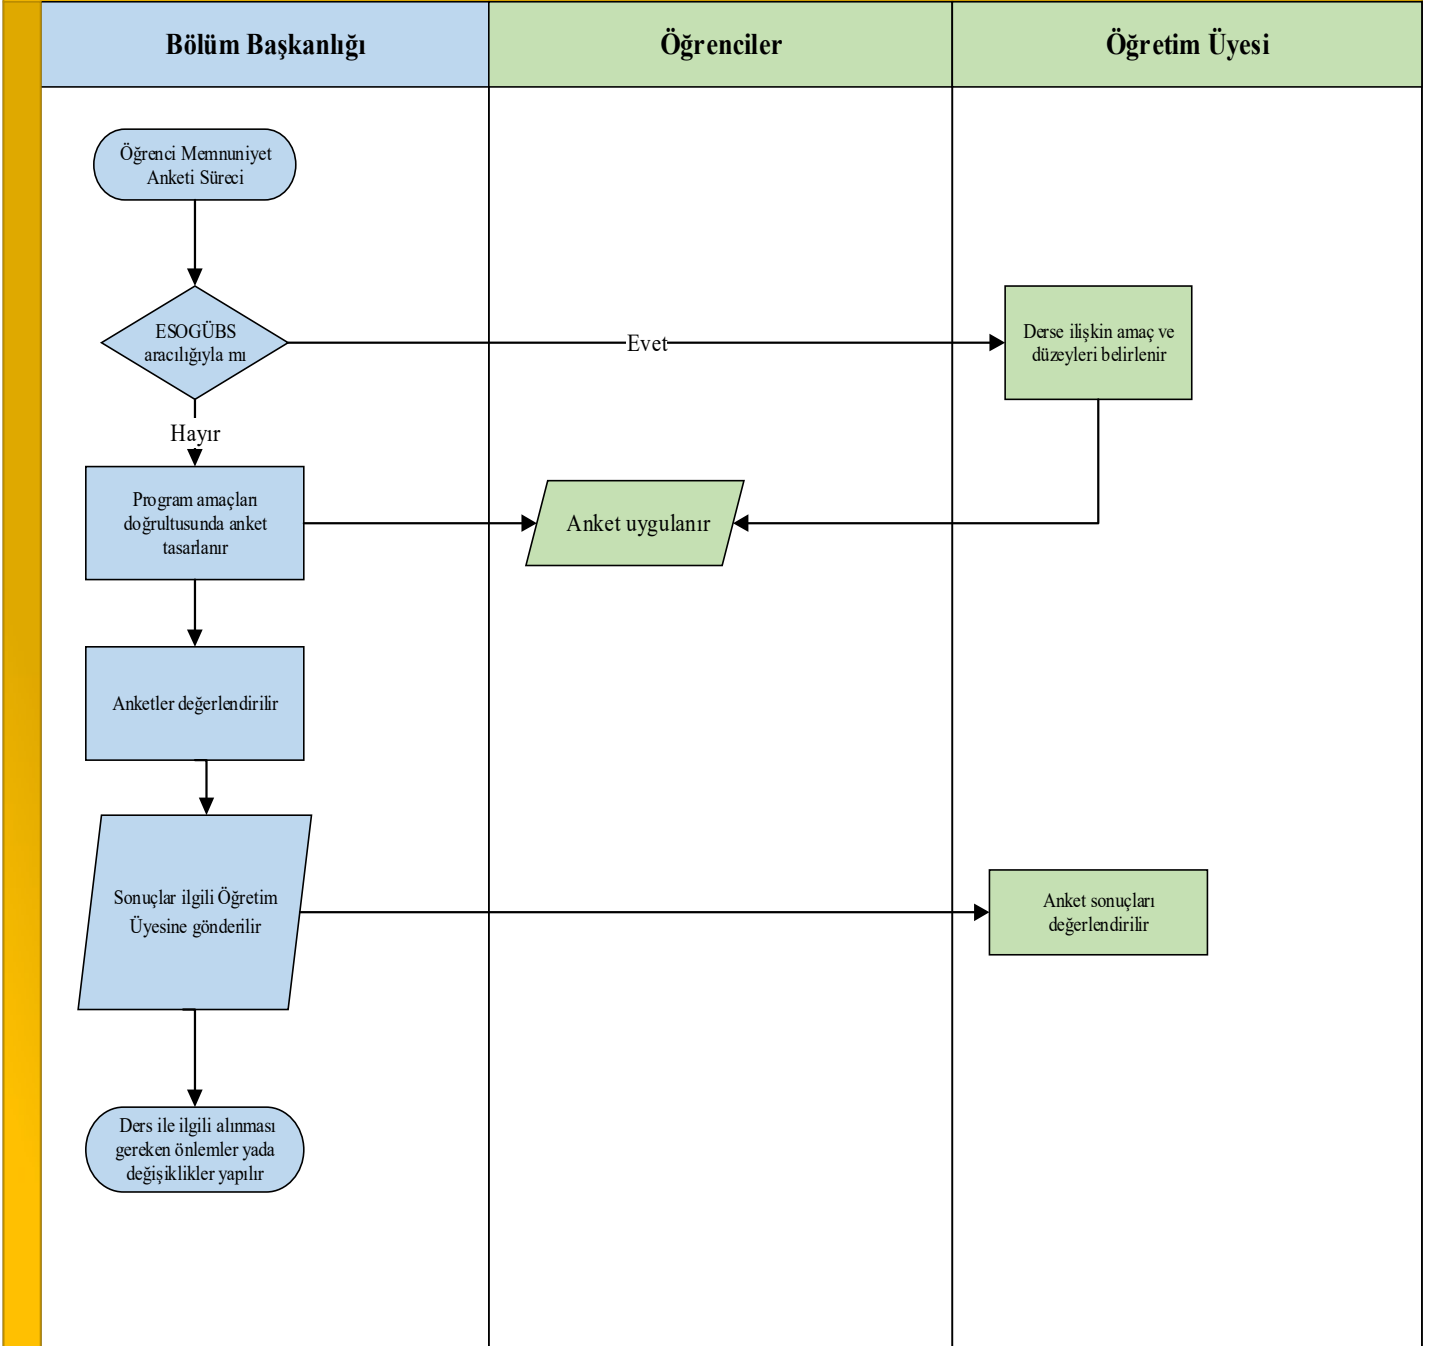 Bölüm Başkanlığı
Öğrenciler
Öğretim Üyesi
Öğrenci Memnuniyet
Anketi Süreci
ESOGÜBS
aracılığıyla mı
Evet
Derse ilişkin amaç ve
düzeyleri belirlenir
Hayır
Program amaçları
doğrultusunda anket
tasarlanır
Anket uygulanır
Anketler değerlendirilir
Sonuçlar ilgili Öğretim
Üyesine gönderilir
Anket sonuçları
değerlendirilir
Ders ile ilgili alınması
gereken önlemler yada
değişiklikler yapılır